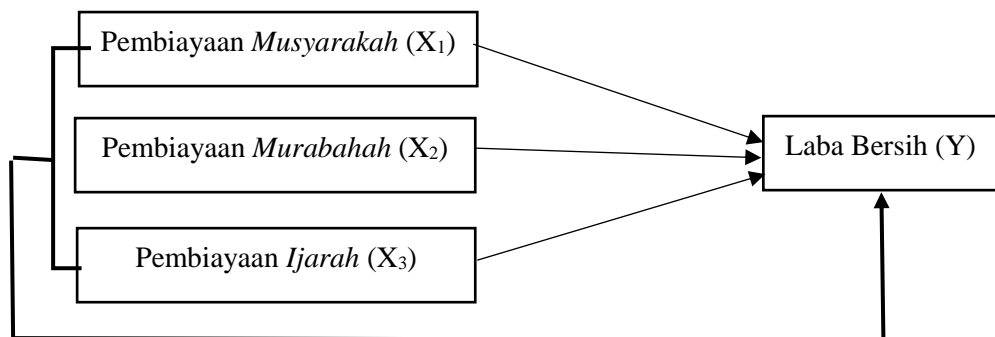 Pembiayaan Musyarakah (X₁)
Pembiayaan Murabahah (X₂)
Laba Bersih (Y)
Pembiayaan Ijarah (X₃)